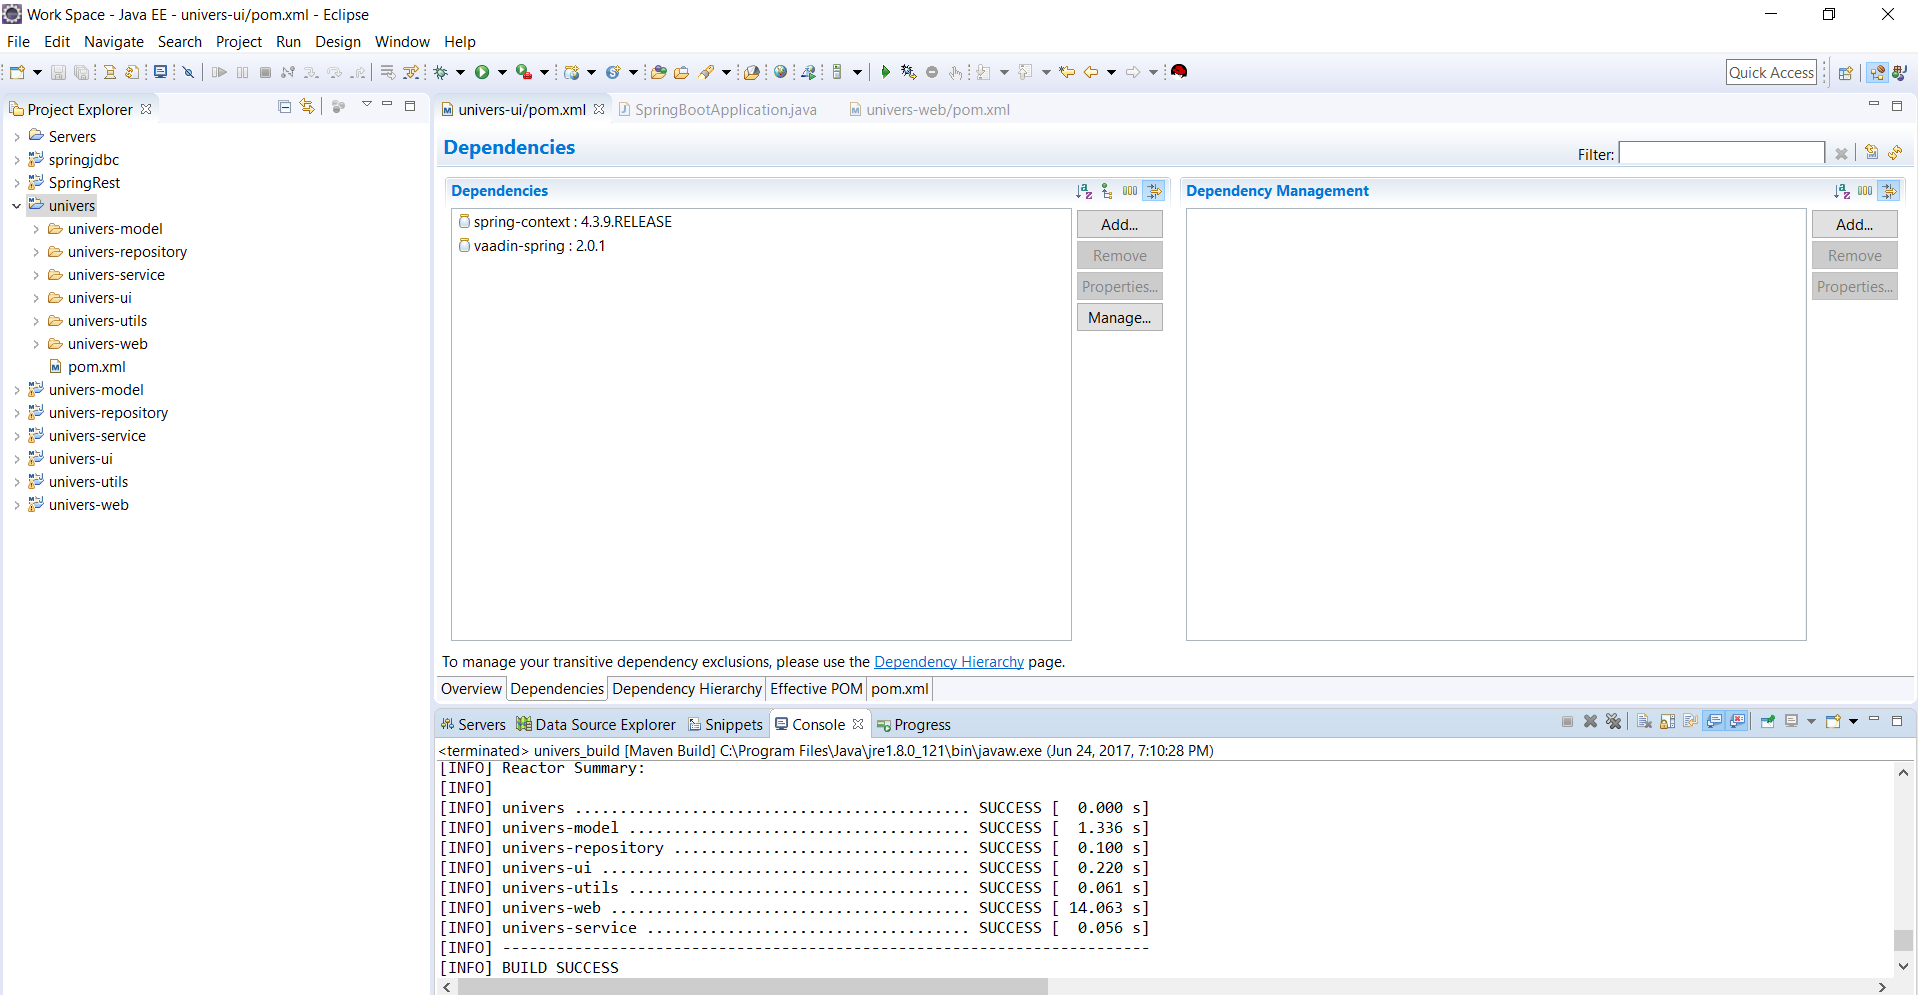 Work Space - Java EE - univers-ui/pom.xml - Eclipse
File Edit Navigate Search Project Run Design Window Help
Quick Access
Project Explorer
Servers
springjdbc
SpringRest
univers
univers-model
univers-repository
univers-service
univers-ui
univers-utils
univers-web
pom.xml
univers-model
univers-repository
univers-service
univers-ui
univers-utils
univers-web
univers-ui/pom.xml SpringBootApplication.java univers-web/pom.xml
Dependencies
Filter:
Dependencies
spring-context : 4.3.9.RELEASE
vaadin-spring : 2.0.1
Add...
Remove
Properties...
Manage...
Dependency Management
Add...
Remove
Properties...
To manage your transitive dependency exclusions, please use the Dependency Hierarchy page.
Overview Dependencies Dependency Hierarchy Effective POM pom.xml
Servers Data Source Explorer Snippets Console Progress
<terminated> univers_build [Maven Build] C:\Program Files\Java\jre1.8.0_121\bin\javaw.exe (Jun 24, 2017, 7:10:28 PM)
[INFO] Reactor Summary:
[INFO]
[INFO] univers ............................................ SUCCESS [  0.000 s]
[INFO] univers-model ...................................... SUCCESS [  1.336 s]
[INFO] univers-repository ................................. SUCCESS [  0.100 s]
[INFO] univers-ui ......................................... SUCCESS [  0.220 s]
[INFO] univers-utils ...................................... SUCCESS [  0.061 s]
[INFO] univers-web ........................................ SUCCESS [ 14.063 s]
[INFO] univers-service .................................... SUCCESS [  0.056 s]
[INFO] ------------------------------------------------------------------------
[INFO] BUILD SUCCESS